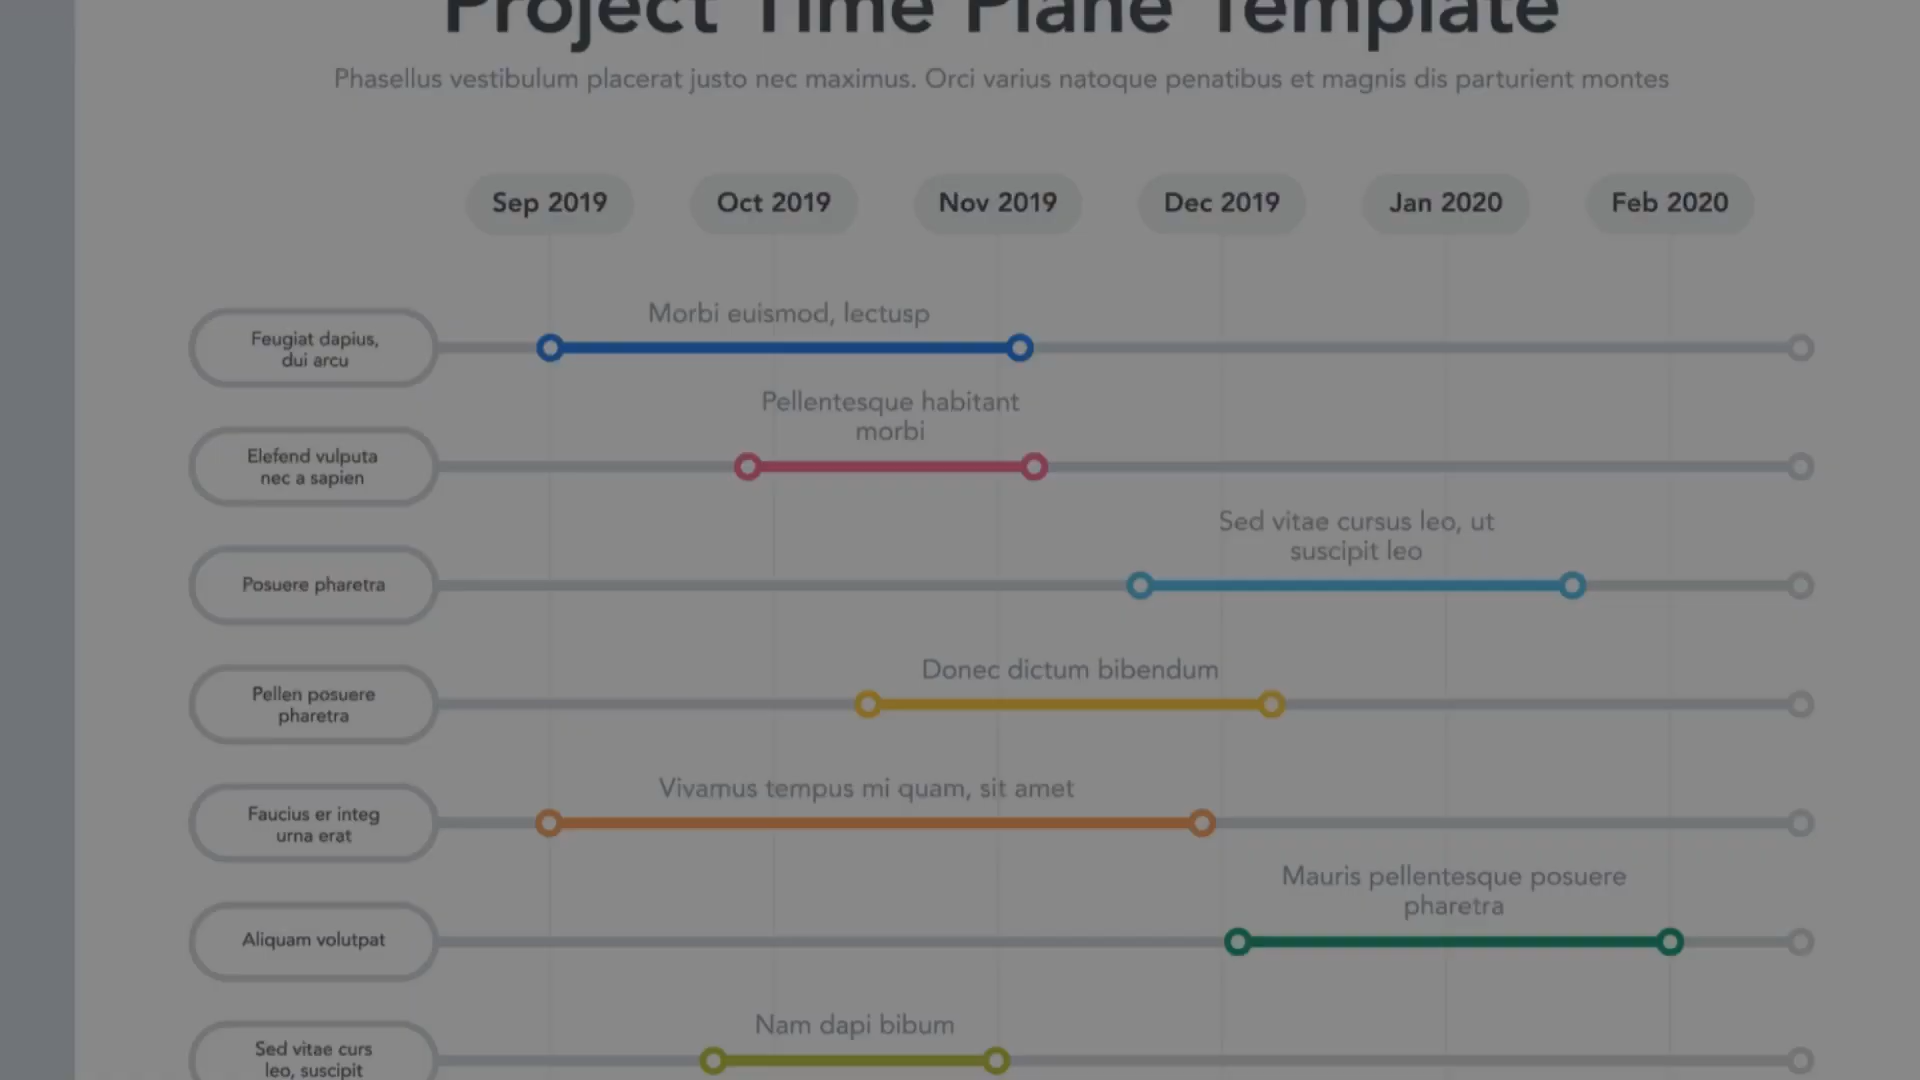 Project Time Plane Template
Phasellus vestibulum placerat justo nec maximus. Orci varius natoque penatibus et magnis dis parturient montes
Sep 2019
Oct 2019
Nov 2019
Dec 2019
Jan 2020
Feb 2020
Feugiat dapius,
dui arcu
Morbi euismod, lectusp
Elefend vulputa
nec a sapien
Pellentesque habitant
morbi
Posuere pharetra
Sed vitae cursus leo, ut
suscipit leo
Pellen posuere
pharetra
Donec dictum bibendum
Faucius er integ
urna erat
Vivamus tempus mi quam, sit amet
Aliquam volutpat
Mauris pellentesque posuere
pharetra
Sed vitae curs
leo, suscipit
Nam dapi bibum